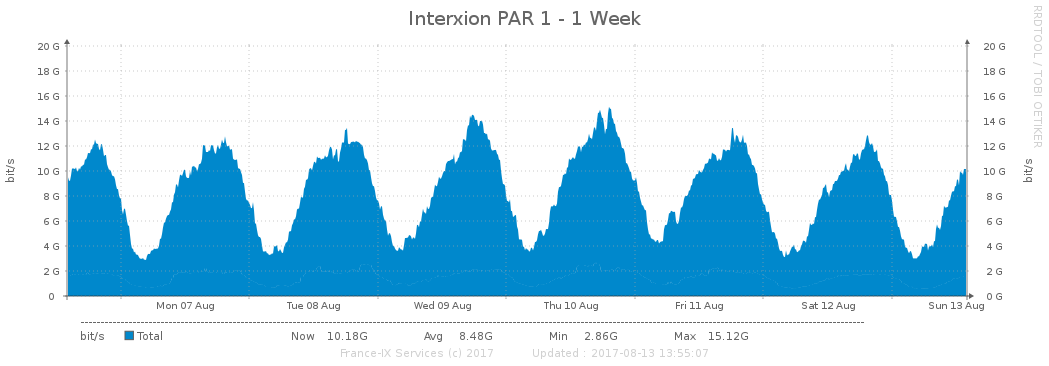 Interxion PAR 1 - 1 Week
RRDTOOL / TOBI OETIKER
20 G 20 G
18 G 18 G
16 G 16 G
14 G 14 G
12 G 12 G
10 G 10 G
8 G 8 G
6 G 6 G
4 G 4 G
2 G 2 G
0 0 G
bit/s bit/s
Mon 07 Aug Tue 08 Aug Wed 09 Aug Thu 10 Aug Fri 11 Aug Sat 12 Aug Sun 13 Aug
bit/s Total Now 10.18G Avg 8.48G Min 2.86G Max 15.12G
France-IX Services (c) 2017 Updated : 2017-08-13 13:55:07